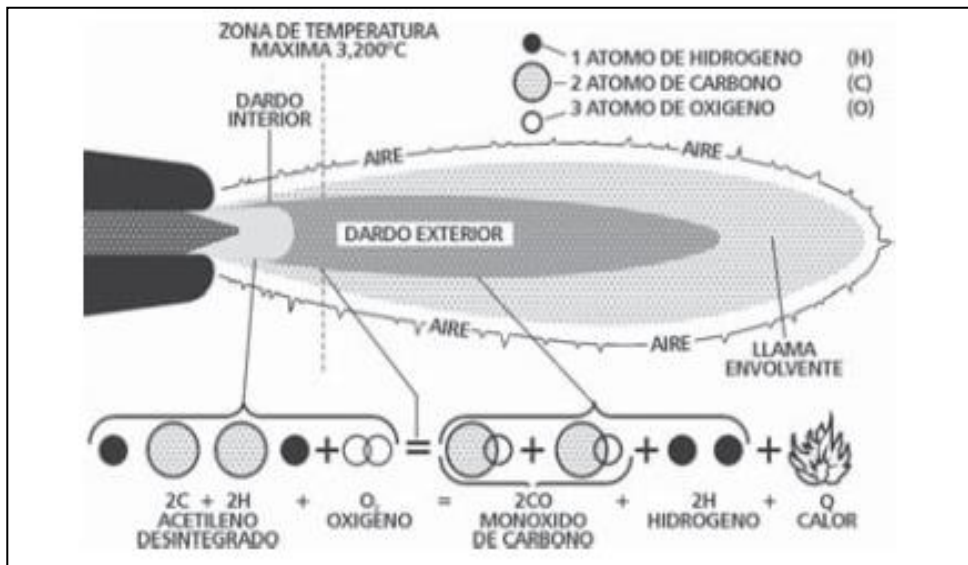 ZONA DE TEMPERATURA
MAXIMA 3,200°C
1 ATOMO DE HIDROGENO (H)
2 ATOMO DE CARBONO (C)
3 ATOMO DE OXIGENO (O)
DARDO
INTERIOR
AIRE
AIRE
DARDO EXTERIOR
AIRE
AIRE
LLAMA
ENVOLVENTE
+ = + + +
2C + 2H + O₂ = 2CO + 2H + Q
ACETILENO OXIGENO MONOXIDO HIDROGENO CALOR
DESINTEGRADO DE CARBONO